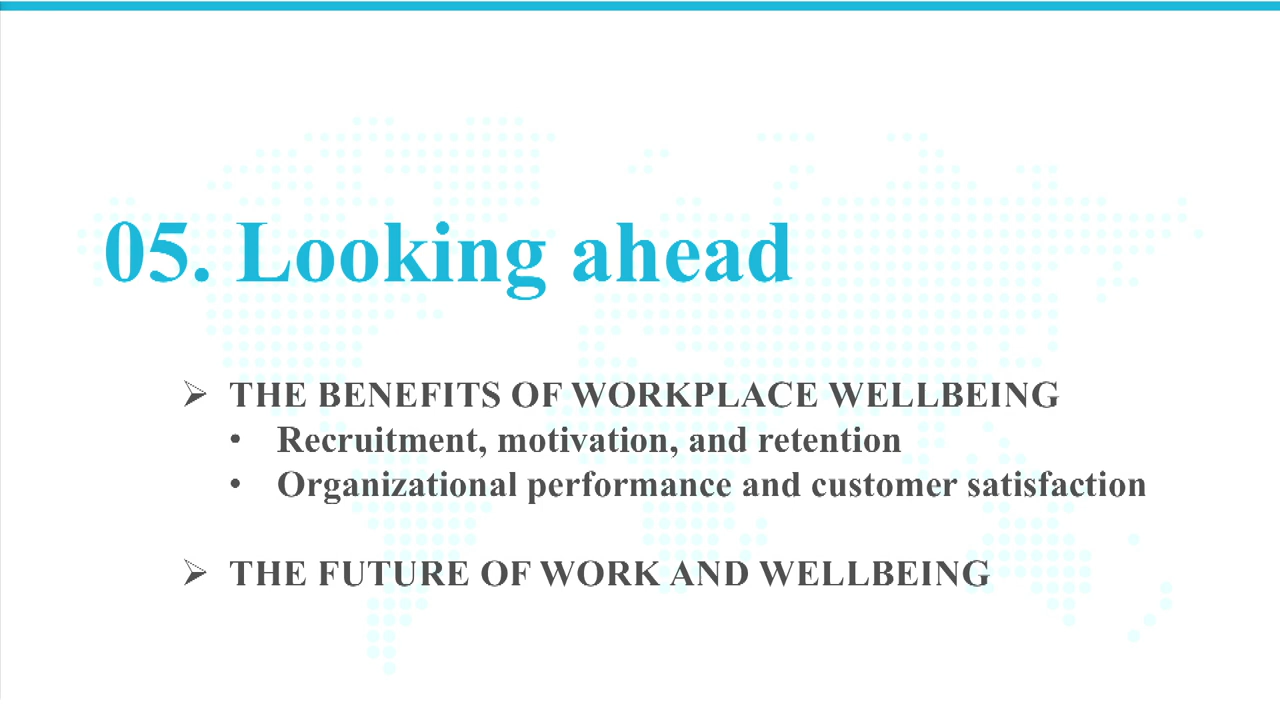 05. Looking ahead
➢ THE BENEFITS OF WORKPLACE WELLBEING
• Recruitment, motivation, and retention
• Organizational performance and customer satisfaction
➢ THE FUTURE OF WORK AND WELLBEING